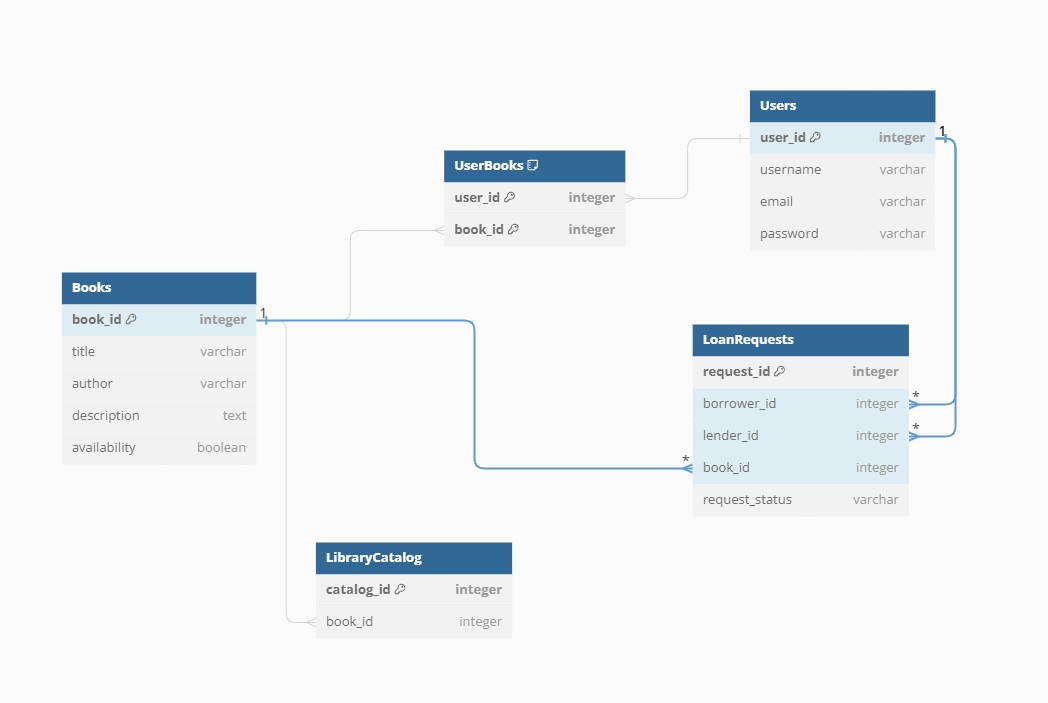 Users
user_id integer
username varchar
email varchar
password varchar
1
UserBooks
user_id integer
book_id integer
Books
book_id integer
title varchar
author varchar
description text
availability boolean
1
LoanRequests
request_id integer
borrower_id integer
*
lender_id integer
*
*
book_id integer
request_status varchar
LibraryCatalog
catalog_id integer
book_id integer